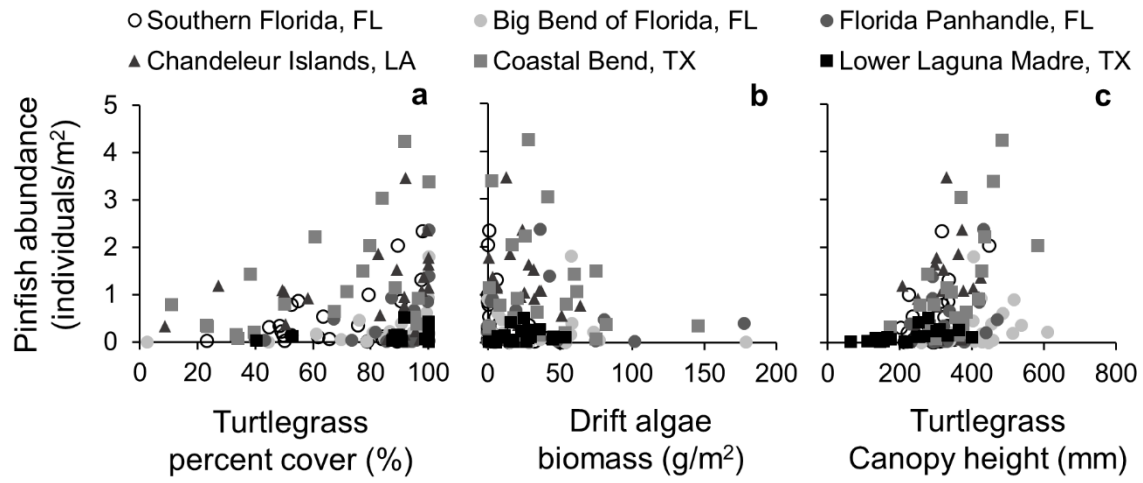 Southern Florida, FL Big Bend of Florida, FL Florida Panhandle, FL
Chandeleur Islands, LA Coastal Bend, TX Lower Laguna Madre, TX
a b c
Pinfish abundance
(individuals/m²)
5
4
3
2
1
0
0 20 40 60 80 100 0 50 100 150 200 0 200 400 600 800
Turtlegrass
percent cover (%)
Drift algae
biomass (g/m²)
Turtlegrass
Canopy height (mm)